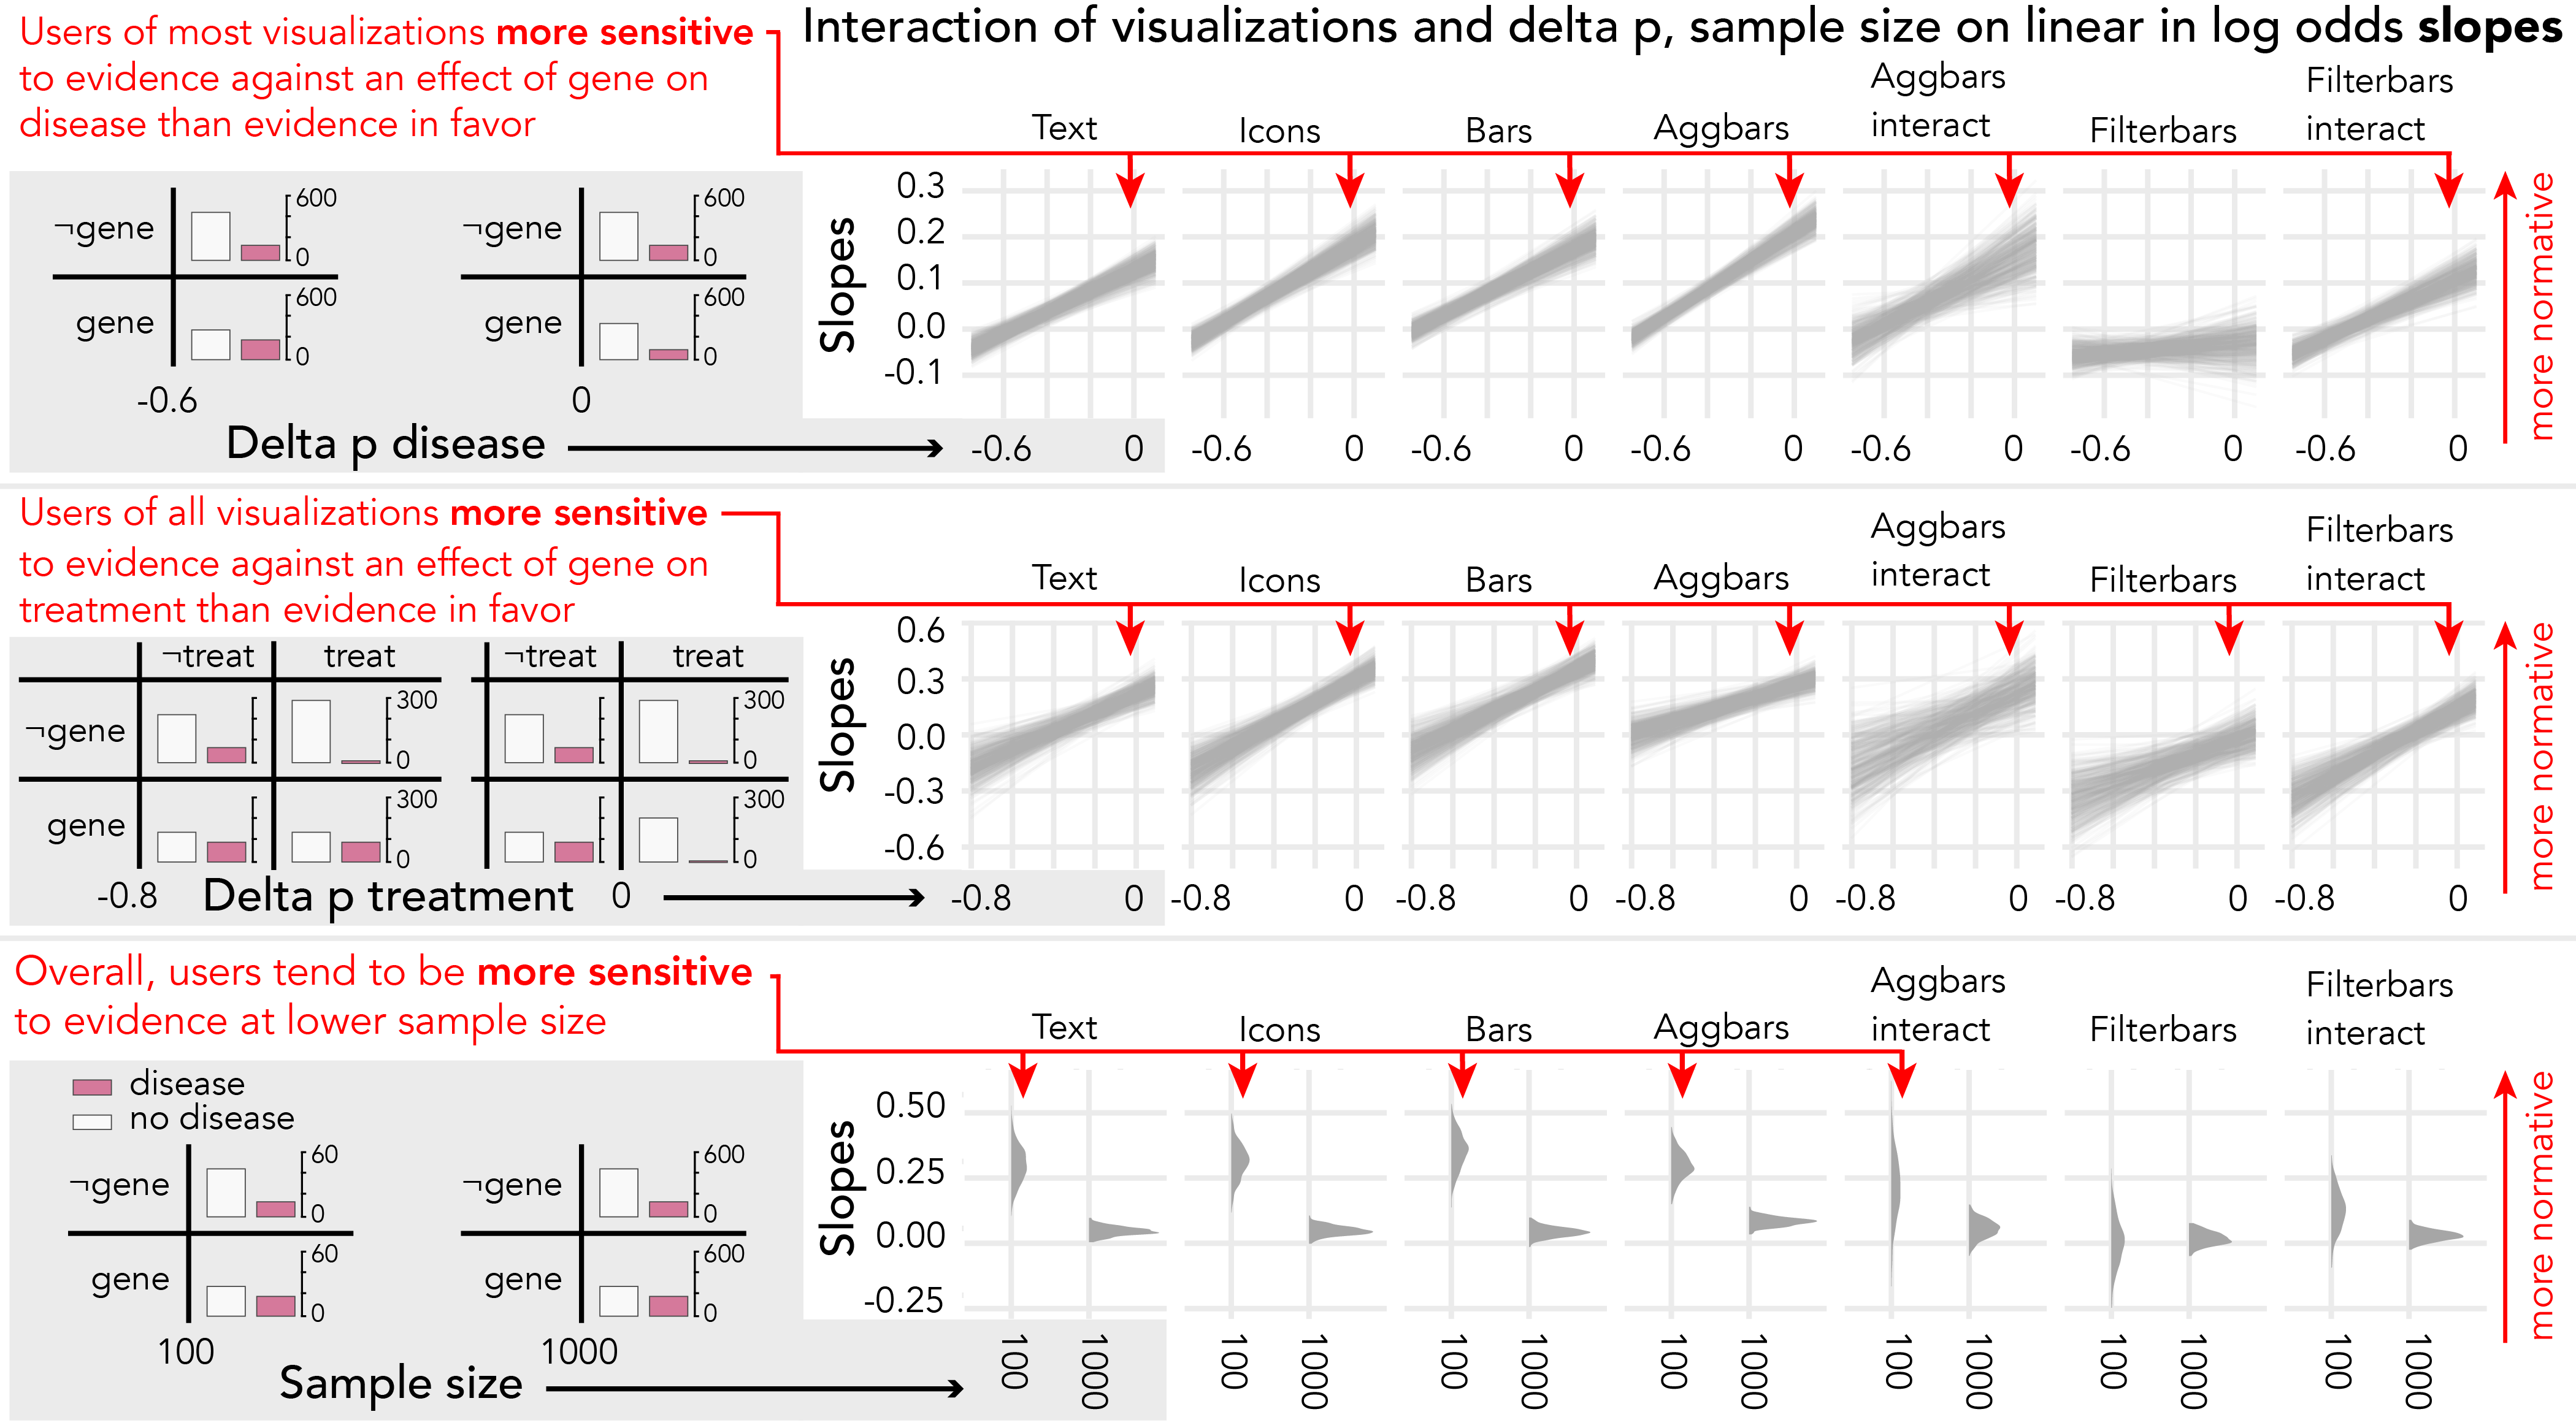 Interaction of visualizations and delta p, sample size on linear in log odds slopes
Users of most visualizations more sensitive
to evidence against an effect of gene on
disease than evidence in favor
Text
Icons
Bars
Aggbars
Aggbars
interact
Filterbars
Filterbars
interact
¬gene
600
0
gene
600
0
-0.6
¬gene
600
0
gene
600
0
0
Delta p disease
Slopes
0.3
0.2
0.1
0.0
-0.1
-0.6 0
-0.6 0
-0.6 0
-0.6 0
-0.6 0
-0.6 0
-0.6 0
more normative
Users of all visualizations more sensitive
to evidence against an effect of gene on
treatment than evidence in favor
Text
Icons
Bars
Aggbars
Aggbars
interact
Filterbars
Filterbars
interact
¬treat treat
¬gene
300
0
gene
300
0
-0.8
¬treat treat
300
0
300
0
0
Delta p treatment
Slopes
0.6
0.3
0.0
-0.3
-0.6
-0.8 0
-0.8 0
-0.8 0
-0.8 0
-0.8 0
-0.8 0
-0.8 0
more normative
Overall, users tend to be more sensitive
to evidence at lower sample size
Text
Icons
Bars
Aggbars
Aggbars
interact
Filterbars
Filterbars
interact
disease
no disease
¬gene
60
0
gene
60
0
100
¬gene
600
0
gene
600
0
1000
Sample size
Slopes
0.50
0.25
0.00
-0.25
100 1000
100 1000
100 1000
100 1000
100 1000
100 1000
100 1000
more normative